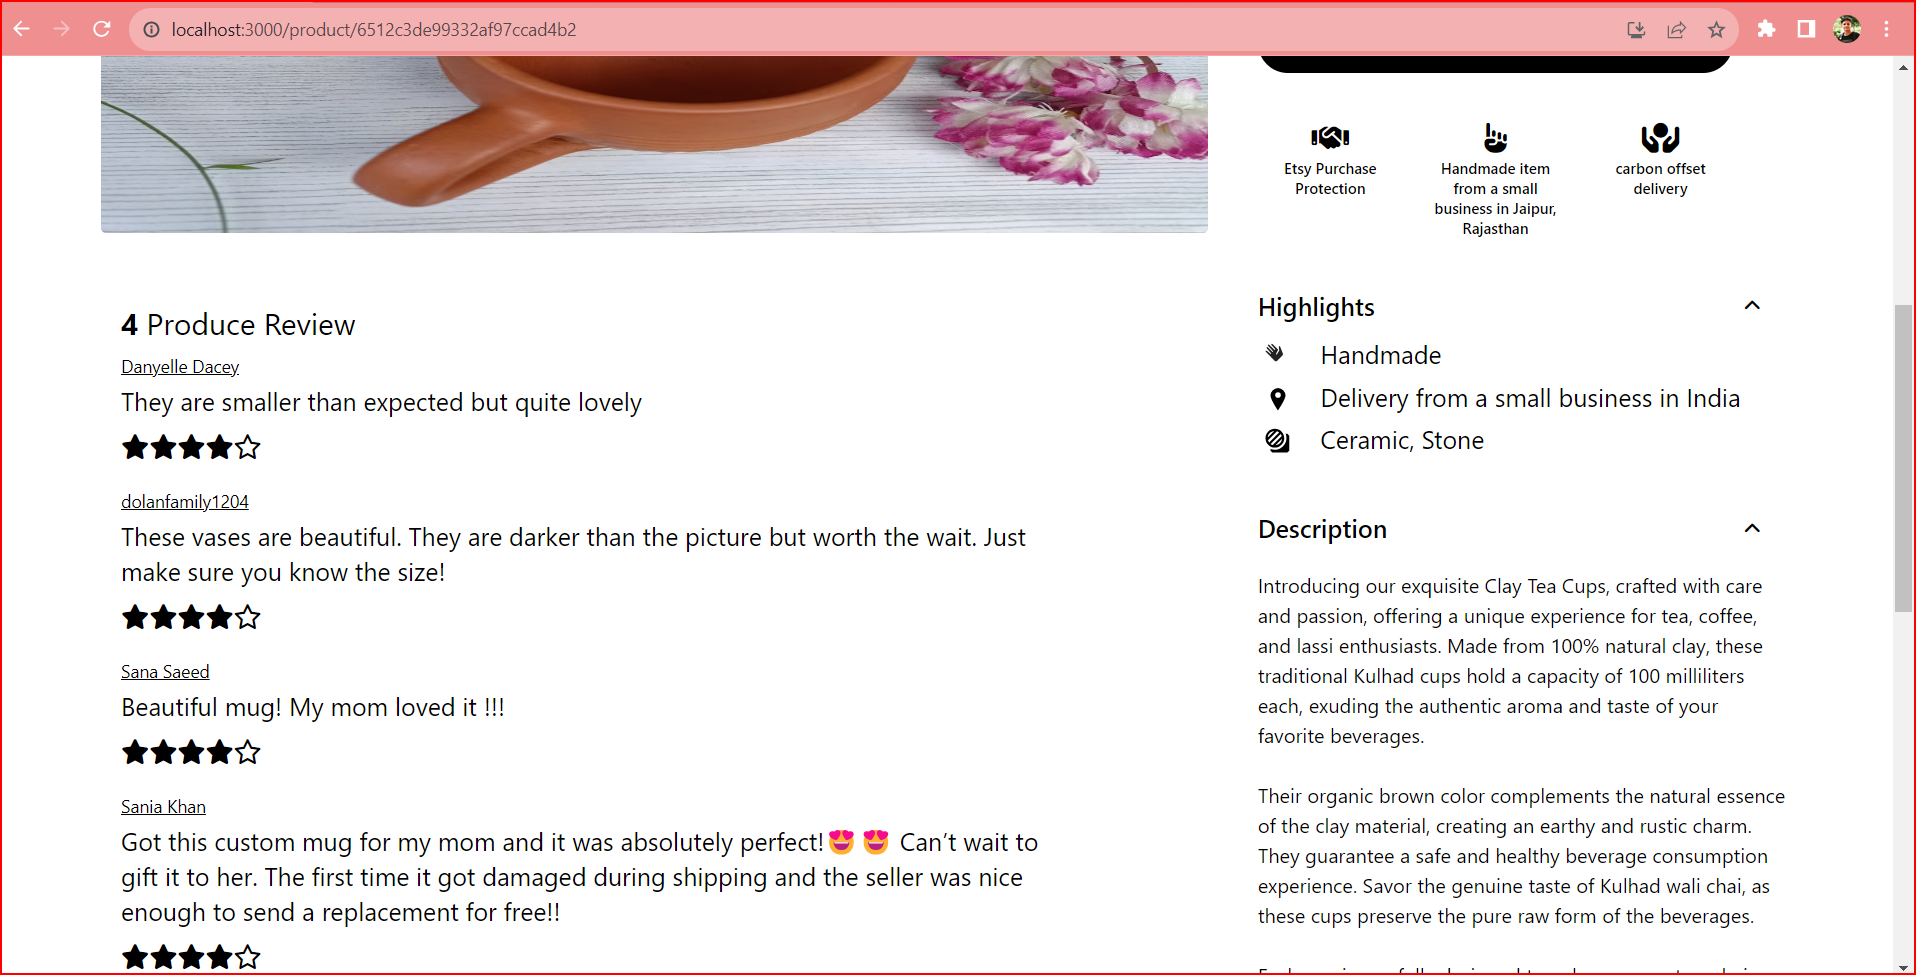 localhost:3000/product/6512c3de99332af97ccad4b2
Etsy Purchase
Protection
Handmade item
from a small
business in Jaipur,
Rajasthan
carbon offset
delivery
4 Produce Review
Danyelle Dacey
They are smaller than expected but quite lovely
dolanfamily1204
These vases are beautiful. They are darker than the picture but worth the wait. Just
make sure you know the size!
Sana Saeed
Beautiful mug! My mom loved it !!!
Sania Khan
Got this custom mug for my mom and it was absolutely perfect!😍 😍 Can’t wait to
gift it to her. The first time it got damaged during shipping and the seller was nice
enough to send a replacement for free!!
Highlights
Handmade
Delivery from a small business in India
Ceramic, Stone
Description
Introducing our exquisite Clay Tea Cups, crafted with care
and passion, offering a unique experience for tea, coffee,
and lassi enthusiasts. Made from 100% natural clay, these
traditional Kulhad cups hold a capacity of 100 milliliters
each, exuding the authentic aroma and taste of your
favorite beverages.
Their organic brown color complements the natural essence
of the clay material, creating an earthy and rustic charm.
They guarantee a safe and healthy beverage consumption
experience. Savor the genuine taste of Kulhad wali chai, as
these cups preserve the pure raw form of the beverages.